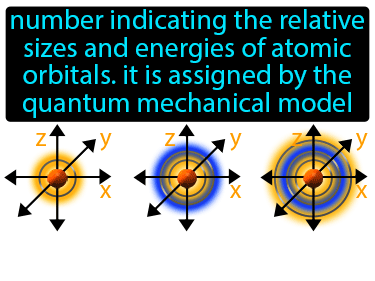 number indicating the relative
sizes and energies of atomic
orbitals. it is assigned by the
quantum mechanical model
z y x
z y x
z y x